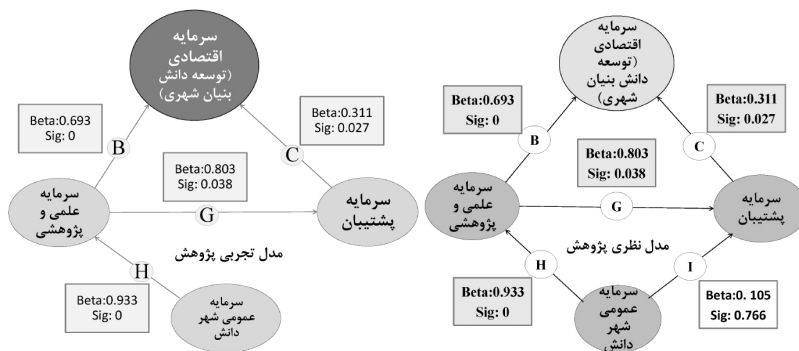 سرمایه
اقتصادی
(توسعه دانش
بنیان شهری)
Beta:0.693
Sig: 0
Beta:0.311
Sig: 0.027
B
C
Beta:0.803
Sig: 0.038
سرمایه
علمی و
پژوهشی
G
سرمایه
پشتیبان
H
مدل تجربی پژوهش
Beta:0.933
Sig: 0
سرمایه
عمومی شهر
دانش
سرمایه
اقتصادی
(توسعه
دانش بنیان
شهری)
Beta:0.693
Sig: 0
Beta:0.311
Sig: 0.027
B
C
Beta:0.803
Sig: 0.038
سرمایه
علمی و
پژوهشی
G
سرمایه
پشتیبان
مدل نظری پژوهش
H
I
Beta:0.933
Sig: 0
سرمایه
عمومی
شهر
دانش
Beta:0. 105
Sig: 0.766